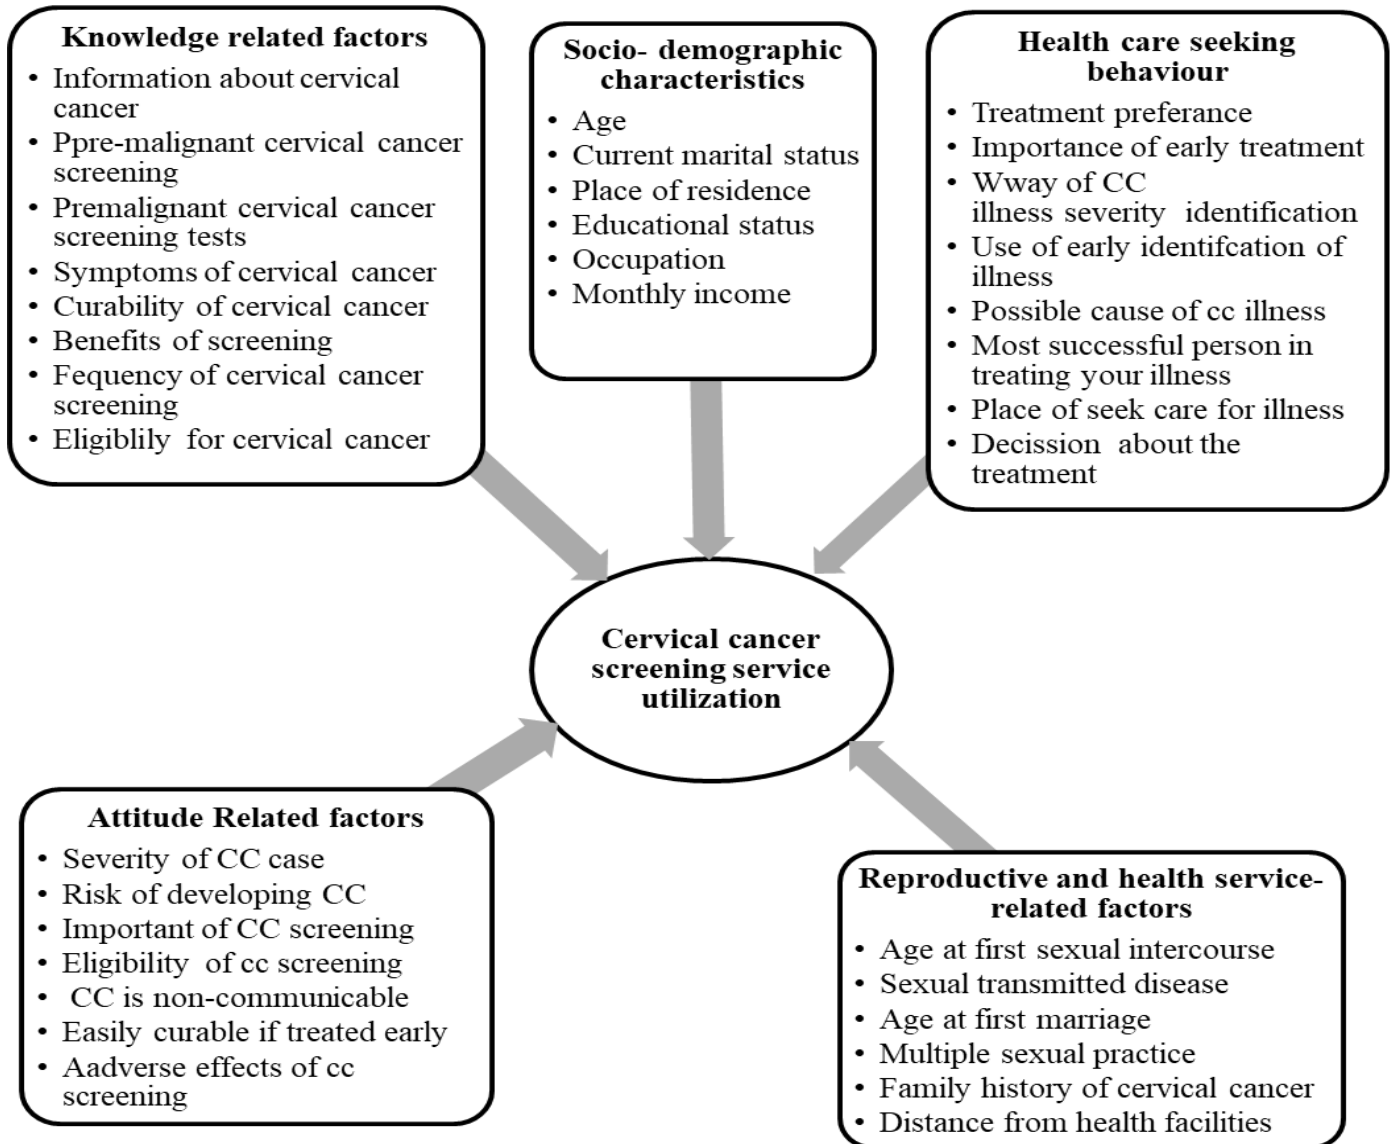 Knowledge related factors
• Information about cervical
cancer
• Ppre-malignant cervical cancer
screening
• Premalignant cervical cancer
screening tests
• Symptoms of cervical cancer
• Curability of cervical cancer
• Benefits of screening
• Fequency of cervical cancer
screening
• Eligiblily for cervical cancer
Socio- demographic
characteristics
• Age
• Current marital status
• Place of residence
• Educational status
• Occupation
• Monthly income
Health care seeking
behaviour
• Treatment preferance
• Importance of early treatment
• Wway of CC
illness severity identification
• Use of early identifcation of
illness
• Possible cause of cc illness
• Most successful person in
treating your illness
• Place of seek care for illness
• Decission about the
treatment
Cervical cancer
screening service
utilization
Attitude Related factors
• Severity of CC case
• Risk of developing CC
• Important of CC screening
• Eligibility of cc screening
• CC is non-communicable
• Easily curable if treated early
• Aadverse effects of cc
screening
Reproductive and health service-
related factors
• Age at first sexual intercourse
• Sexual transmitted disease
• Age at first marriage
• Multiple sexual practice
• Family history of cervical cancer
• Distance from health facilities